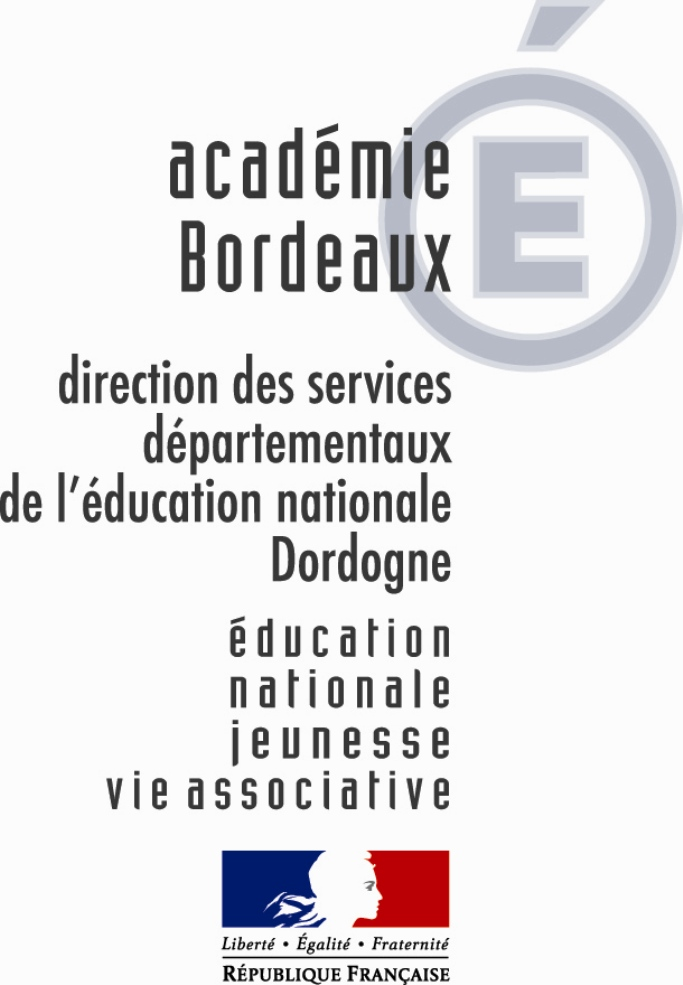 É
académie
Bordeaux
direction des services
départementaux
de l'éducation nationale
Dordogne
éducation
nationale
jeunesse
vie associative
Liberté • Égalité • Fraternité
RÉPUBLIQUE FRANÇAISE